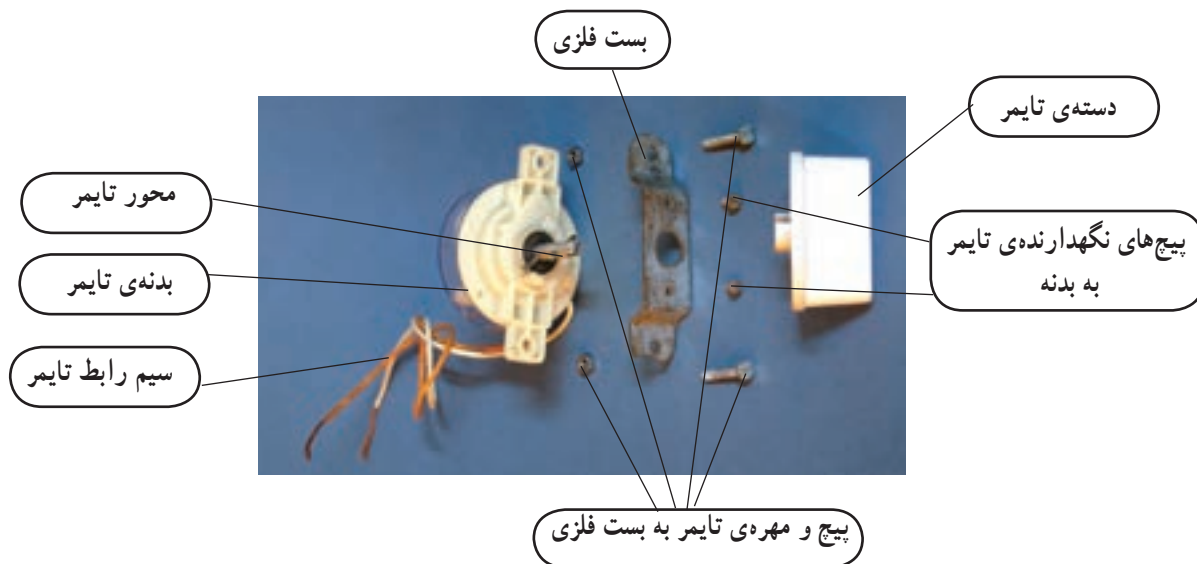 بست فلزی
دسته‌ی تایمر
محور تایمر
پیچ‌های نگهدارنده‌ی تایمر
به بدنه
بدنه‌ی تایمر
سیم رابط تایمر
پیچ و مهره‌ی تایمر به بست فلزی